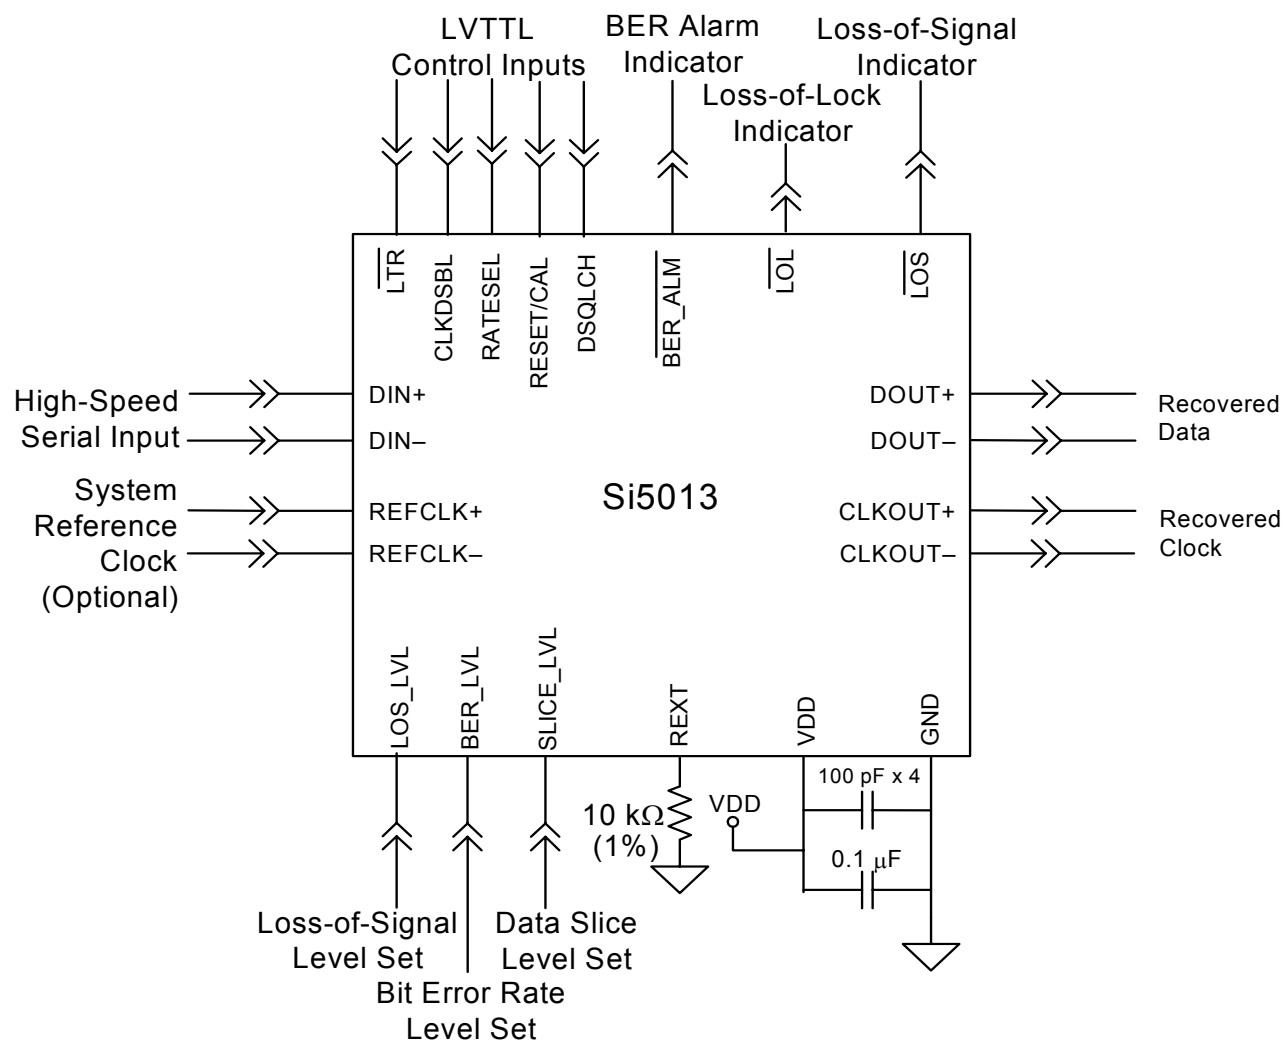 LVTTL
Control Inputs
BER Alarm
Indicator
Loss-of-Signal
Indicator
Loss-of-Lock
Indicator
LTR
CLKDSBL
RATESEL
RESET/CAL
DSQLCH
BER_ALM
LOL
LOS
High-Speed
Serial Input
DIN+
DIN–
DOUT+
DOUT–
Recovered
Data
System
Reference
Clock
(Optional)
REFCLK+
REFCLK–
Si5013
CLKOUT+
CLKOUT–
Recovered
Clock
LOS_LVL
BER_LVL
SLICE_LVL
REXT
VDD
GND
10 kΩ
(1%)
VDD
100 pF x 4
0.1 μF
Loss-of-Signal
Level Set
Data Slice
Level Set
Bit Error Rate
Level Set